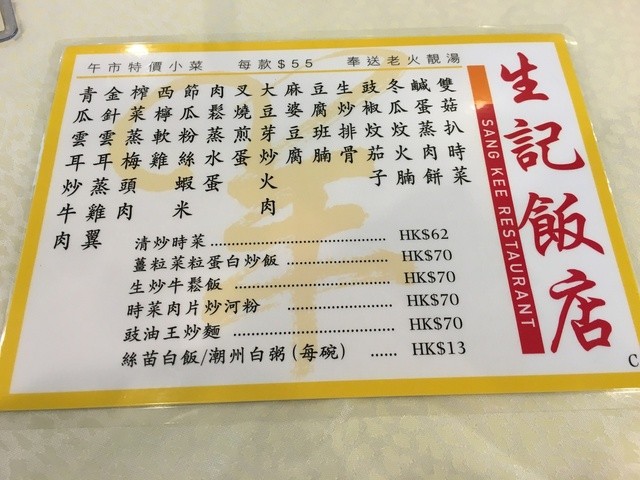 午市特價小菜 每款$55 奉送老火靚湯
雙菇扒時菜
鹹蛋蒸肉餅
冬瓜炆火腩
豉椒炆茄子
生炒排骨
豆腐班腩
麻婆豆腐
大豆芽炒火肉
叉燒煎蛋
肉鬆蒸水蛋
節瓜粉絲蝦米
西檸軟雞
榨菜蒸梅頭肉
金針雲耳蒸雞翼
青瓜雲耳炒牛肉
清炒時菜 HK$62
薑粒菜粒蛋白炒飯 HK$70
生炒牛鬆飯 HK$70
時菜肉片炒河粉 HK$70
豉油王炒麵 HK$70
絲苗白飯/潮州白粥(每碗) HK$13
生記飯店
SANG KEE RESTAURANT
C